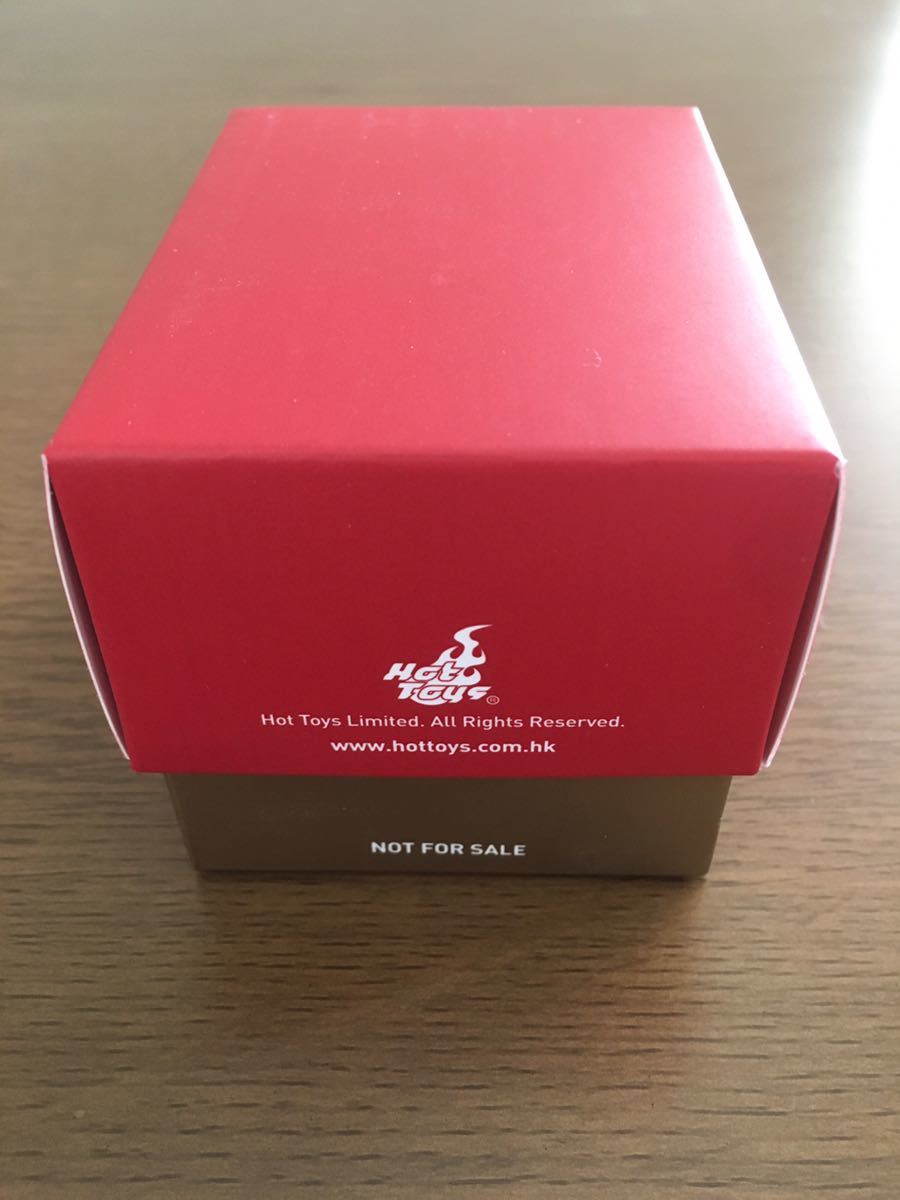 Hot
Toys®
Hot Toys Limited. All Rights Reserved.
www.hottoys.com.hk
NOT FOR SALE